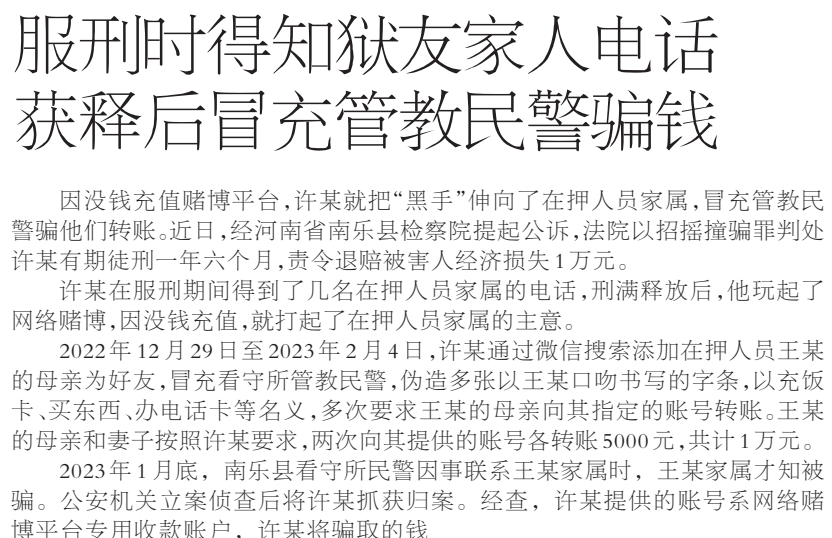 服刑时得知狱友家人电话
获释后冒充管教民警骗钱
因没钱充值赌博平台,许某就把“黑手”伸向了在押人员家属,冒充管教民
警骗他们转账。近日,经河南省南乐县检察院提起公诉,法院以招摇撞骗罪判处
许某有期徒刑一年六个月,责令退赔被害人经济损失1万元。
许某在服刑期间得到了几名在押人员家属的电话,刑满释放后,他玩起了
网络赌博,因没钱充值,就打起了在押人员家属的主意。
2022年12月29日至2023年2月4日,许某通过微信搜索添加在押人员王某
的母亲为好友,冒充看守所管教民警,伪造多张以王某口吻书写的字条,以充饭
卡、买东西、办电话卡等名义,多次要求王某的母亲向其指定的账号转账。王某
的母亲和妻子按照许某要求,两次向其提供的账号各转账5000元,共计1万元。
2023年1月底，南乐县看守所民警因事联系王某家属时，王某家属才知被
骗。公安机关立案侦查后将许某抓获归案。经查，许某提供的账号系网络赌
博平台专用收款账户，许某将骗取的钱